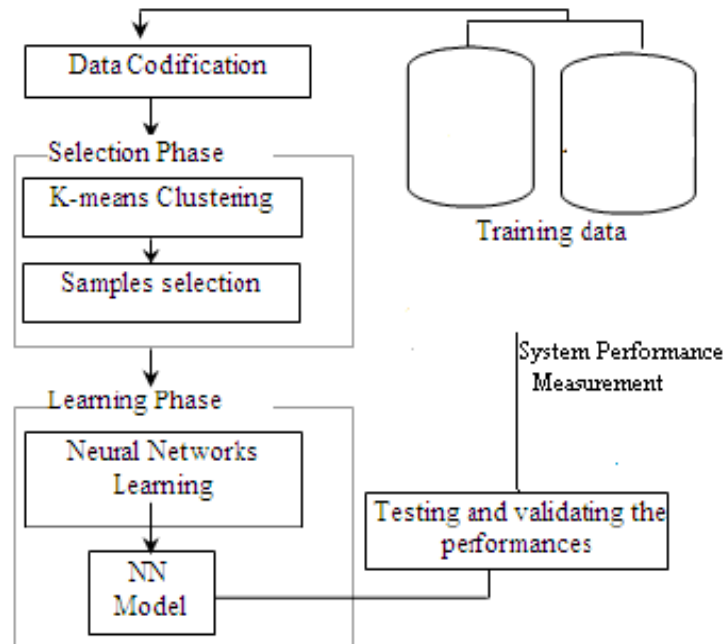 Data Codification
Selection Phase
K-means Clustering
Samples selection
Training data
System Performance
Measurement
Learning Phase
Neural Networks
Learning
Testing and validating the
performances
NN
Model